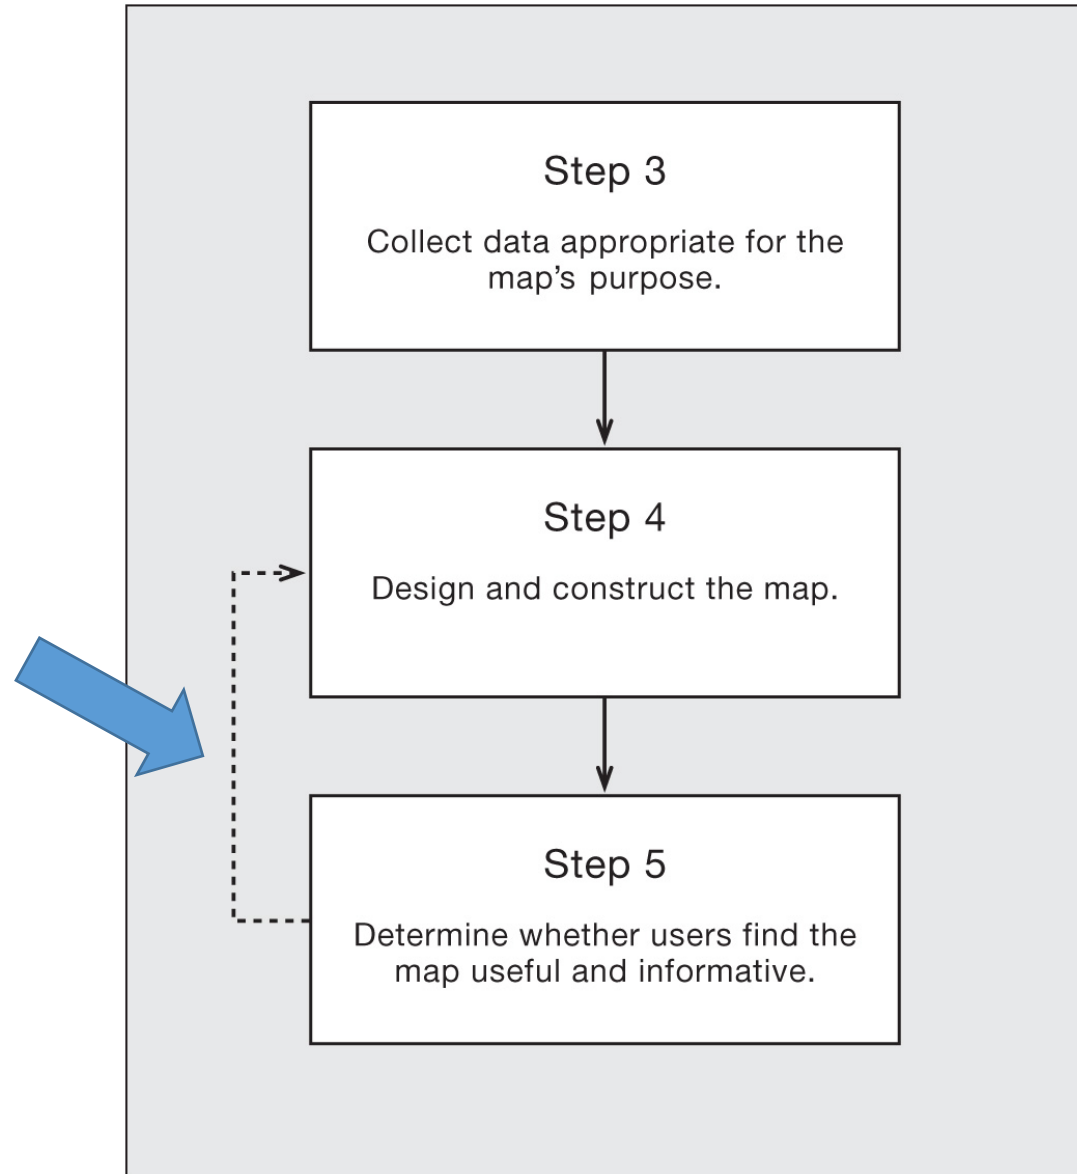 Step 3
Collect data appropriate for the
map’s purpose.
Step 4
Design and construct the map.
Step 5
Determine whether users find the
map useful and informative.